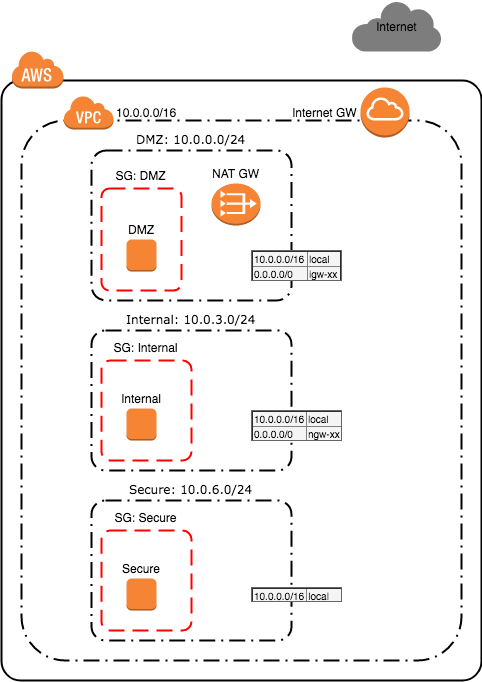 Internet
AWS
VPC
10.0.0.0/16
Internet GW
DMZ: 10.0.0.0/24
SG: DMZ
NAT GW
DMZ
10.0.0.0/16 local
0.0.0.0/0 igw-xx
Internal: 10.0.3.0/24
SG: Internal
Internal
10.0.0.0/16 local
0.0.0.0/0 ngw-xx
Secure: 10.0.6.0/24
SG: Secure
Secure
10.0.0.0/16 local